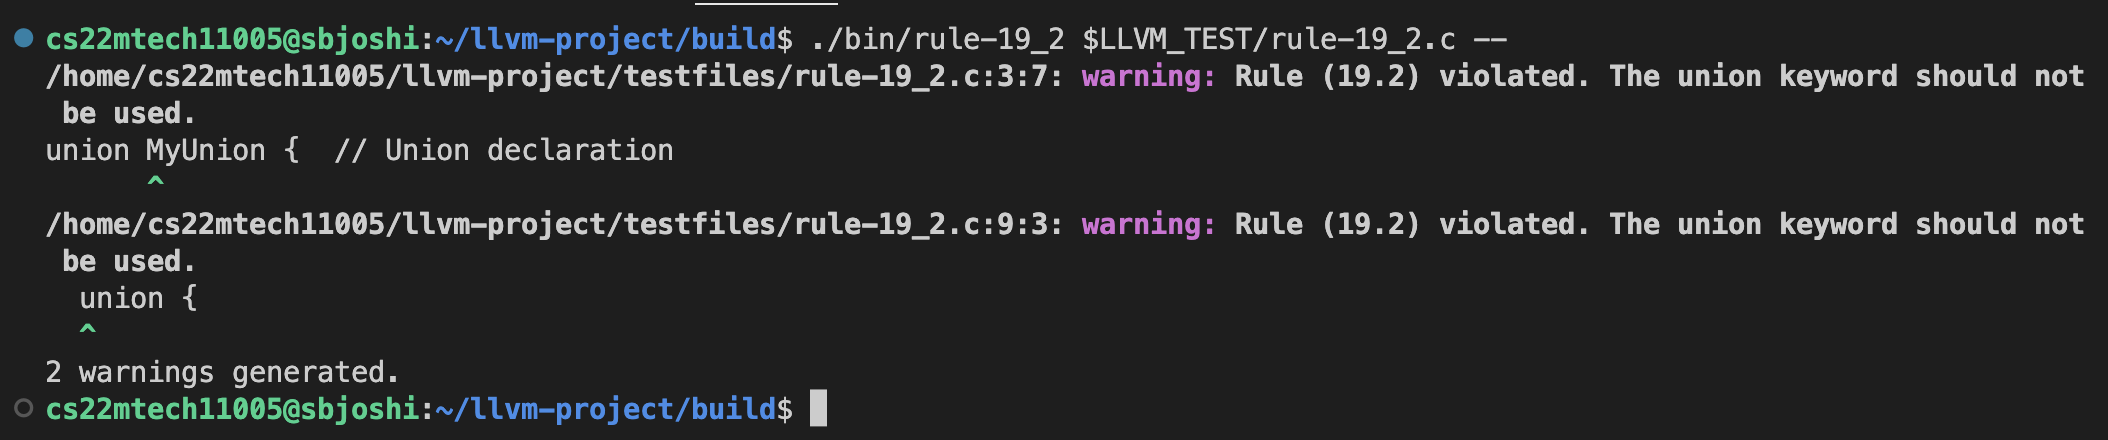 cs22mtech11005@sbjoshi:~/llvm-project/build$ ./bin/rule-19_2 $LLVM_TEST/rule-19_2.c --
/home/cs22mtech11005/llvm-project/testfiles/rule-19_2.c:3:7: warning: Rule (19.2) violated. The union keyword should not
 be used.
union MyUnion {  // Union declaration
      ^
/home/cs22mtech11005/llvm-project/testfiles/rule-19_2.c:9:3: warning: Rule (19.2) violated. The union keyword should not
 be used.
  union {
  ^
2 warnings generated.
cs22mtech11005@sbjoshi:~/llvm-project/build$